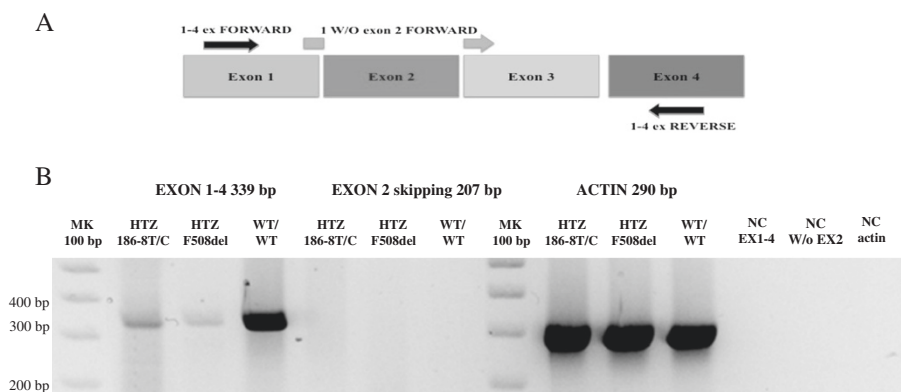 A
1-4 ex FORWARD
1 W/O exon 2 FORWARD
Exon 1
Exon 2
Exon 3
Exon 4
1-4 ex REVERSE
B
EXON 1-4 339 bp
EXON 2 skipping 207 bp
ACTIN 290 bp
MK
100 bp
HTZ
186-8T/C
HTZ
F508del
WT/
WT
HTZ
186-8T/C
HTZ
F508del
WT/
WT
MK
100 bp
HTZ
186-8T/C
HTZ
F508del
WT/
WT
NC
EX1-4
NC
W/o EX2
NC
actin
400 bp
300 bp
200 bp